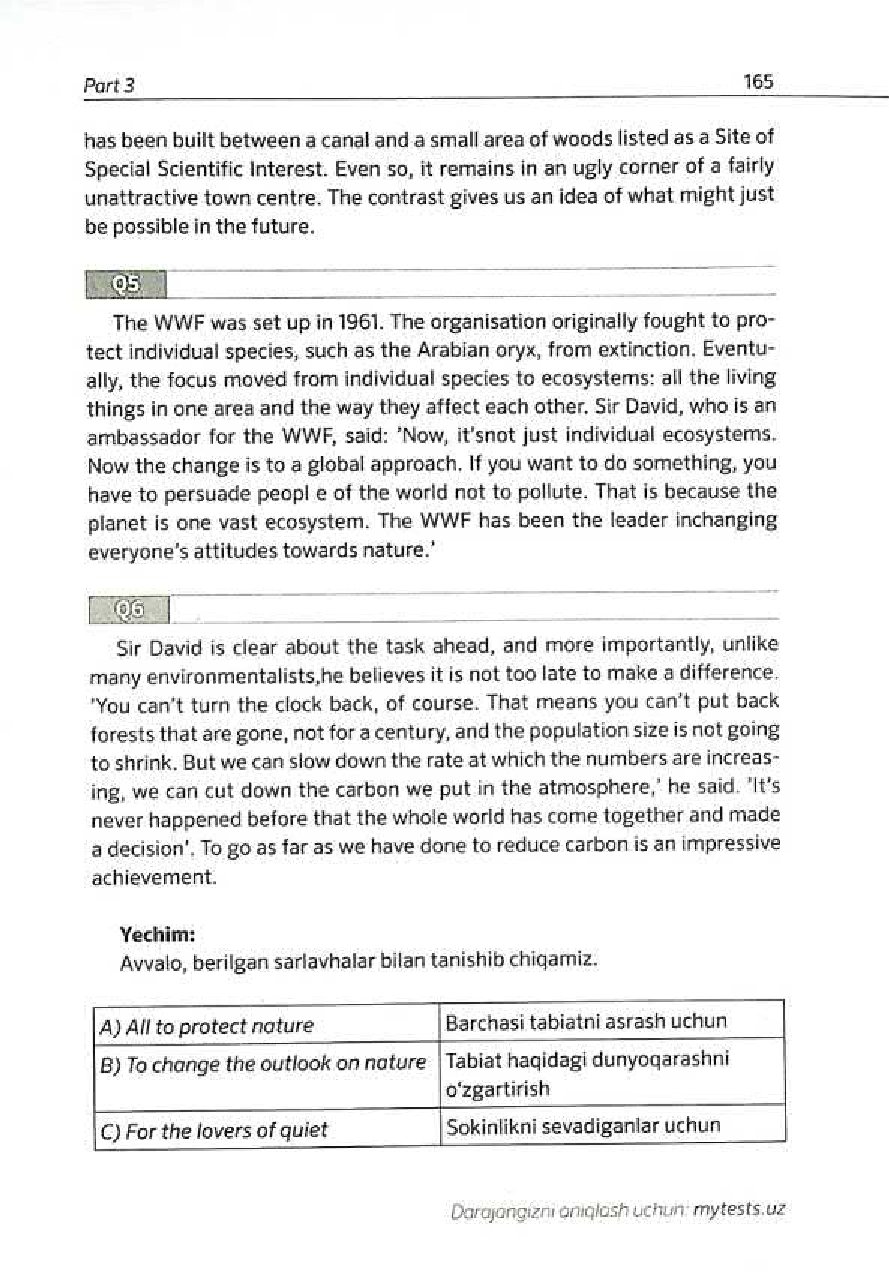 Part 3
165
has been built between a canal and a small area of woods listed as a Site of
Special Scientific Interest. Even so, it remains in an ugly corner of a fairly
unattractive town centre. The contrast gives us an idea of what might just
be possible in the future.
Q5
The WWF was set up in 1961. The organisation originally fought to pro-
tect individual species, such as the Arabian oryx, from extinction. Eventu-
ally, the focus moved from individual species to ecosystems: all the living
things in one area and the way they affect each other. Sir David, who is an
ambassador for the WWF, said: 'Now, it'snot just individual ecosystems.
Now the change is to a global approach. If you want to do something, you
have to persuade peopl e of the world not to pollute. That is because the
planet is one vast ecosystem. The WWF has been the leader inchanging
everyone's attitudes towards nature.'
Q6
Sir David is clear about the task ahead, and more importantly, unlike
many environmentalists,he believes it is not too late to make a difference.
'You can't turn the clock back, of course. That means you can't put back
forests that are gone, not for a century, and the population size is not going
to shrink. But we can slow down the rate at which the numbers are increas-
ing, we can cut down the carbon we put in the atmosphere,' he said. 'It's
never happened before that the whole world has come together and made
a decision'. To go as far as we have done to reduce carbon is an impressive
achievement.
Yechim:
Avvalo, berilgan sarlavhalar bilan tanishib chiqamiz.
A) All to protect nature
Barchasi tabiatni asrash uchun
B) To change the outlook on nature
Tabiat haqidagi dunyoqarashni
o'zgartirish
C) For the lovers of quiet
Sokinlikni sevadiganlar uchun
Darajangizni aniqlash uchun: mytests.uz